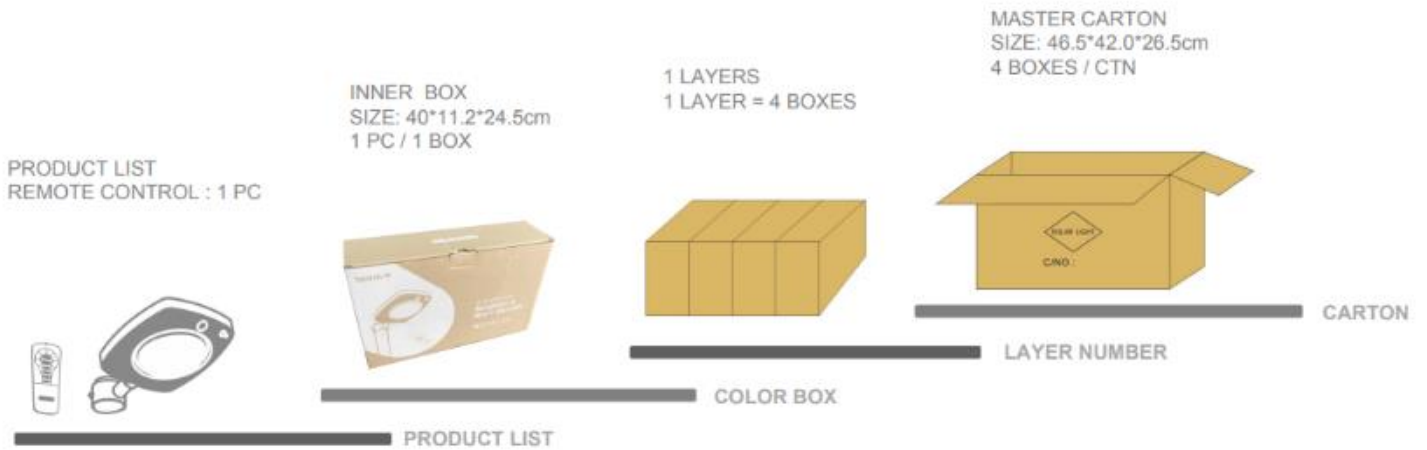 PRODUCT LIST
REMOTE CONTROL : 1 PC
INNER BOX
SIZE: 40*11.2*24.5cm
1 PC / 1 BOX
1 LAYERS
1 LAYER = 4 BOXES
MASTER CARTON
SIZE: 46.5*42.0*26.5cm
4 BOXES / CTN
SOLAR LIGHT
C/NO :
CARTON
LAYER NUMBER
COLOR BOX
PRODUCT LIST